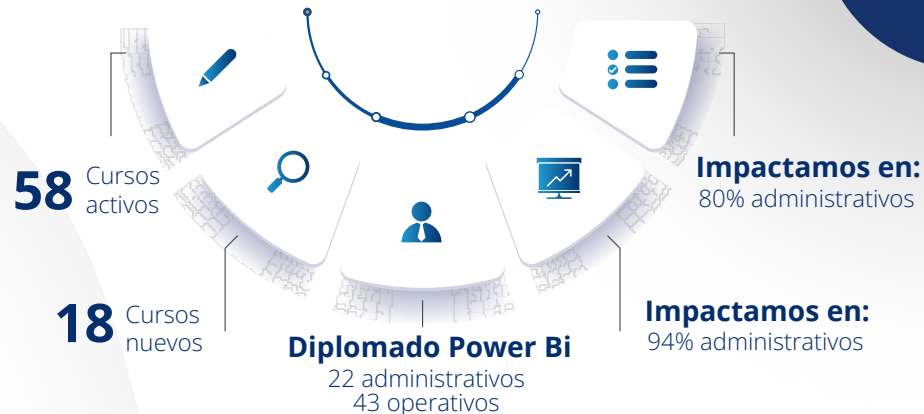 58 Cursos
activos
18 Cursos
nuevos
Diplomado Power Bi
22 administrativos
43 operativos
Impactamos en:
94% administrativos
Impactamos en:
80% administrativos